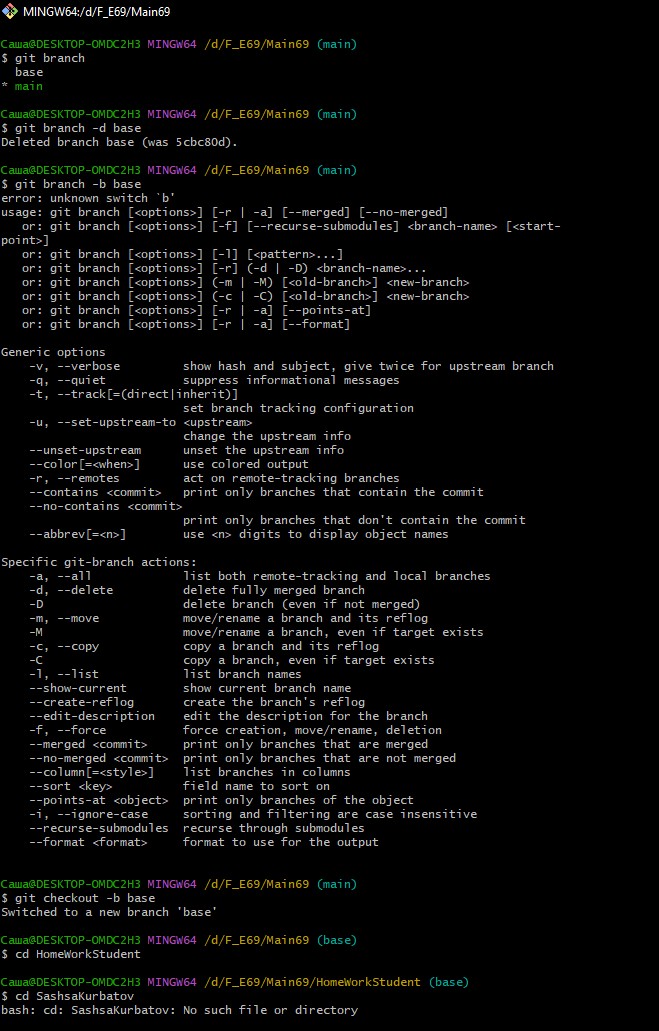 MINGW64:/d/F_E69/Main69
Саша@DESKTOP-OMDC2H3 MINGW64 /d/F_E69/Main69 (main)
$ git branch
  base
* main
Саша@DESKTOP-OMDC2H3 MINGW64 /d/F_E69/Main69 (main)
$ git branch -d base
Deleted branch base (was 5cbc80d).
Саша@DESKTOP-OMDC2H3 MINGW64 /d/F_E69/Main69 (main)
$ git branch -b base
error: unknown switch `b'
usage: git branch [<options>] [-r | -a] [--merged] [--no-merged]
   or: git branch [<options>] [-f] [--recurse-submodules] <branch-name> [<start-
point>]
   or: git branch [<options>] [-l] [<pattern>...]
   or: git branch [<options>] [-r] (-d | -D) <branch-name>...
   or: git branch [<options>] (-m | -M) [<old-branch>] <new-branch>
   or: git branch [<options>] (-c | -C) [<old-branch>] <new-branch>
   or: git branch [<options>] [-r | -a] [--points-at]
   or: git branch [<options>] [-r | -a] [--format]
Generic options
    -v, --verbose         show hash and subject, give twice for upstream branch
    -q, --quiet           suppress informational messages
    -t, --track[=(direct|inherit)]
                          set branch tracking configuration
    -u, --set-upstream-to <upstream>
                          change the upstream info
    --unset-upstream      unset the upstream info
    --color[=<when>]      use colored output
    -r, --remotes         act on remote-tracking branches
    --contains <commit>   print only branches that contain the commit
    --no-contains <commit>
                          print only branches that don't contain the commit
    --abbrev[=<n>]        use <n> digits to display object names
Specific git-branch actions:
    -a, --all             list both remote-tracking and local branches
    -d, --delete          delete fully merged branch
    -D                    delete branch (even if not merged)
    -m, --move            move/rename a branch and its reflog
    -M                    move/rename a branch, even if target exists
    -c, --copy            copy a branch and its reflog
    -C                    copy a branch, even if target exists
    -l, --list            list branch names
    --show-current        show current branch name
    --create-reflog       create the branch's reflog
    --edit-description    edit the description for the branch
    -f, --force           force creation, move/rename, deletion
    --merged <commit>     print only branches that are merged
    --no-merged <commit>  print only branches that are not merged
    --column[=<style>]    list branches in columns
    --sort <key>          field name to sort on
    --points-at <object>  print only branches of the object
    -i, --ignore-case     sorting and filtering are case insensitive
    --recurse-submodules  recurse through submodules
    --format <format>     format to use for the output
Саша@DESKTOP-OMDC2H3 MINGW64 /d/F_E69/Main69 (main)
$ git checkout -b base
Switched to a new branch 'base'
Саша@DESKTOP-OMDC2H3 MINGW64 /d/F_E69/Main69 (base)
$ cd HomeWorkStudent
Саша@DESKTOP-OMDC2H3 MINGW64 /d/F_E69/Main69/HomeWorkStudent (base)
$ cd SashsaKurbatov
bash: cd: SashsaKurbatov: No such file or directory